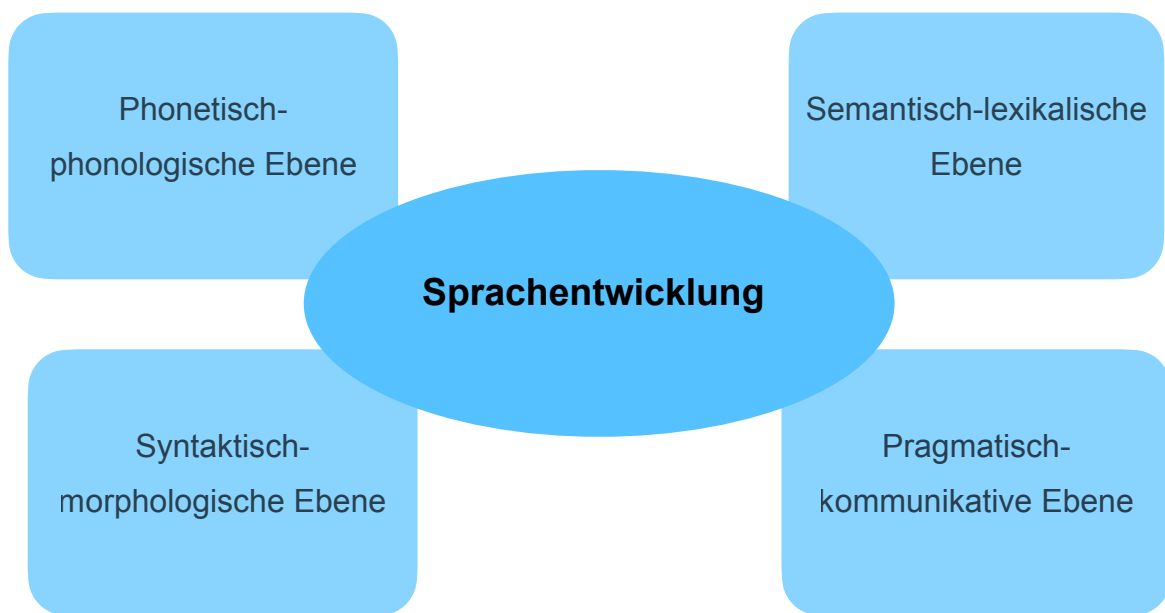 Phonetisch-
phonologische Ebene
Semantisch-lexikalische
Ebene
Sprachentwicklung
Syntaktisch-
morphologische Ebene
Pragmatisch-
kommunikative Ebene